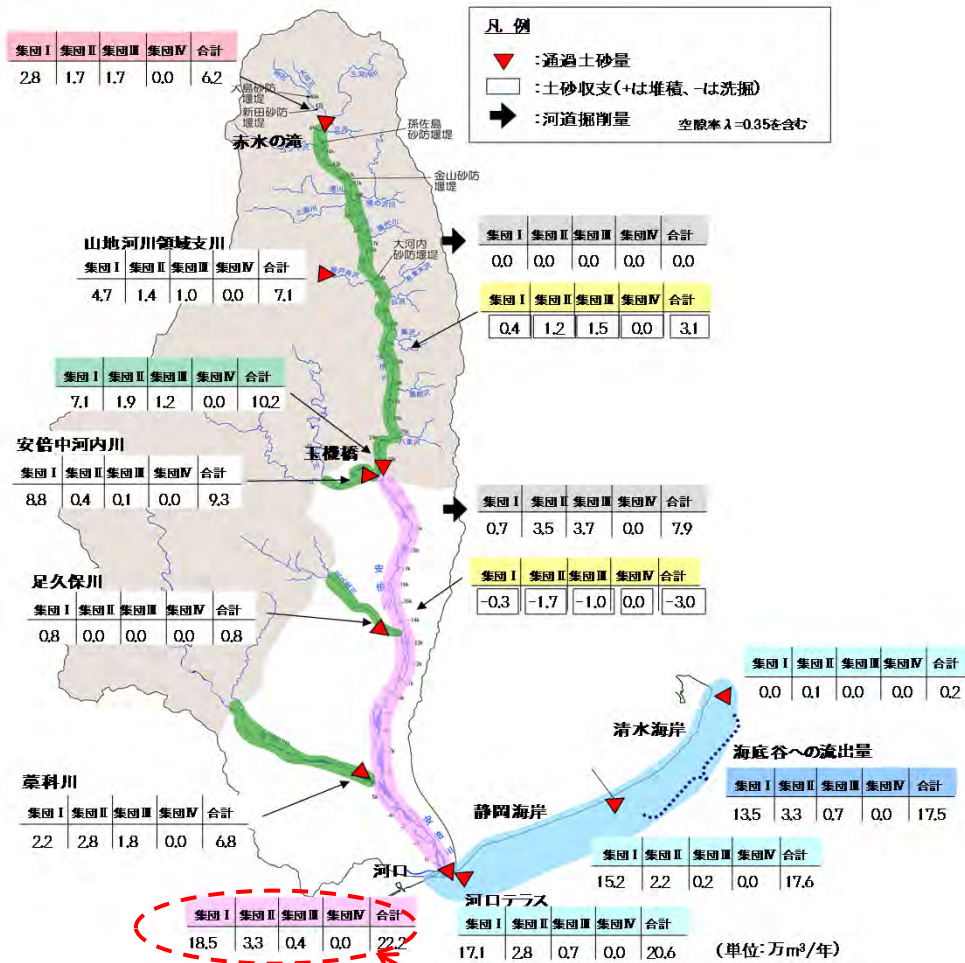 凡 例
：通過土砂量
：土砂収支(+は堆積、-は洗掘)
：河道掘削量
空隙率λ=0.35を含む
集団Ⅰ 集団Ⅱ 集団Ⅲ 集団Ⅳ 合計
2.8 1.7 1.7 0.0 6.2
大島砂防
堰堤
新田砂防
堰堤
赤水の滝
孫佐島
砂防堰堤
金山砂防
堰堤
大河内
砂防堰堤
山地河川領域支川
集団Ⅰ 集団Ⅱ 集団Ⅲ 集団Ⅳ 合計
4.7 1.4 1.0 0.0 7.1
集団Ⅰ 集団Ⅱ 集団Ⅲ 集団Ⅳ 合計
0.0 0.0 0.0 0.0 0.0
集団Ⅰ 集団Ⅱ 集団Ⅲ 集団Ⅳ 合計
0.4 1.2 1.5 0.0 3.1
集団Ⅰ 集団Ⅱ 集団Ⅲ 集団Ⅳ 合計
7.1 1.9 1.2 0.0 10.2
玉機橋
安倍中河内川
集団Ⅰ 集団Ⅱ 集団Ⅲ 集団Ⅳ 合計
8.8 0.4 0.1 0.0 9.3
集団Ⅰ 集団Ⅱ 集団Ⅲ 集団Ⅳ 合計
0.7 3.5 3.7 0.0 7.9
集団Ⅰ 集団Ⅱ 集団Ⅲ 集団Ⅳ 合計
-0.3 -1.7 -1.0 0.0 -3.0
足久保川
集団Ⅰ 集団Ⅱ 集団Ⅲ 集団Ⅳ 合計
0.8 0.0 0.0 0.0 0.8
集団Ⅰ 集団Ⅱ 集団Ⅲ 集団Ⅳ 合計
0.0 0.1 0.0 0.0 0.2
清水海岸
海底谷への流出量
集団Ⅰ 集団Ⅱ 集団Ⅲ 集団Ⅳ 合計
13.5 3.3 0.7 0.0 17.5
藁科川
集団Ⅰ 集団Ⅱ 集団Ⅲ 集団Ⅳ 合計
2.2 2.8 1.8 0.0 6.8
静岡海岸
集団Ⅰ 集団Ⅱ 集団Ⅲ 集団Ⅳ 合計
15.2 2.2 0.2 0.0 17.6
河口
河口テラス
集団Ⅰ 集団Ⅱ 集団Ⅲ 集団Ⅳ 合計
18.5 3.3 0.4 0.0 22.2
集団Ⅰ 集団Ⅱ 集団Ⅲ 集団Ⅳ 合計
17.1 2.8 0.7 0.0 20.6
(単位：万m³/年)